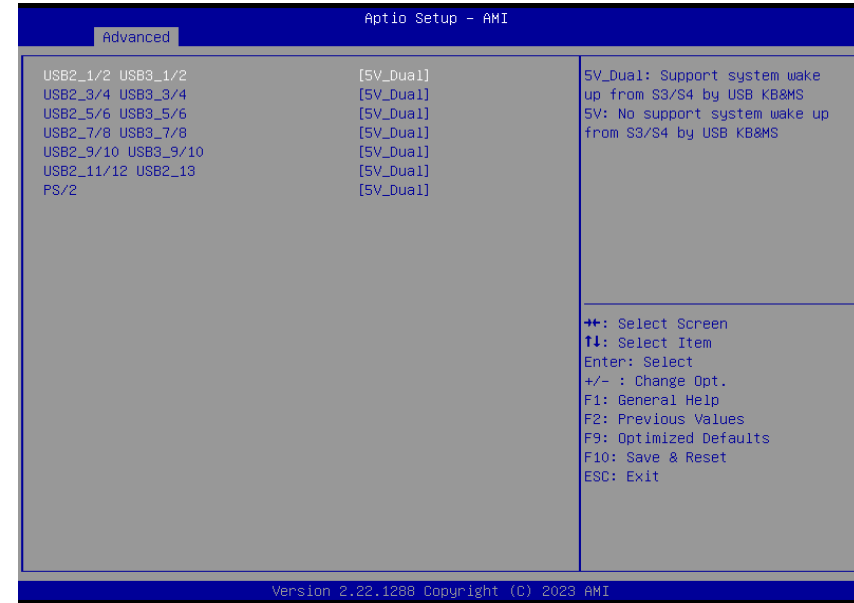 Aptio Setup – AMI
Advanced
USB2_1/2 USB3_1/2 [5V_Dual]
USB2_3/4 USB3_3/4 [5V_Dual]
USB2_5/6 USB3_5/6 [5V_Dual]
USB2_7/8 USB3_7/8 [5V_Dual]
USB2_9/10 USB3_9/10 [5V_Dual]
USB2_11/12 USB2_13 [5V_Dual]
PS/2 [5V_Dual]
5V_Dual: Support system wake
up from S3/S4 by USB KB&MS
5V: No support system wake up
from S3/S4 by USB KB&MS
→←: Select Screen
↑↓: Select Item
Enter: Select
+/- : Change Opt.
F1: General Help
F2: Previous Values
F9: Optimized Defaults
F10: Save & Reset
ESC: Exit
Version 2.22.1288 Copyright (C) 2023 AMI